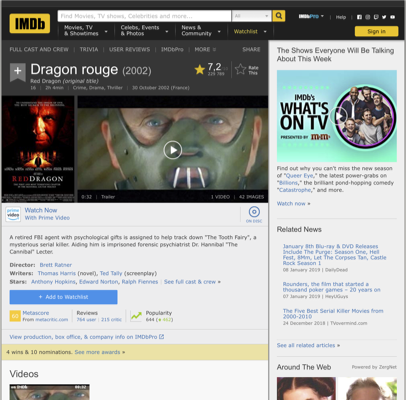 IMDb
Find Movies, TV shows, Celebrities and more...
All
Movies, TV
& Showtimes
Celebs, Events
& Photos
News &
Community
Watchlist
IMDbPro
Help
Sign in
FULL CAST AND CREW | TRIVIA | USER REVIEWS | IMDbPro | MORE
SHARE
Dragon rouge (2002)
Red Dragon (original title)
16 | 2h 4min | Crime, Drama, Thriller | 30 October 2002 (France)
7,2
Rate
This
RED DRAGON
0:32 | Trailer
1 VIDEO | 42 IMAGES
prime video
Watch Now
With Prime Video
ON DISC
A retired FBI agent with psychological gifts is assigned to help track down "The Tooth Fairy", a
mysterious serial killer. Aiding him is imprisoned forensic psychiatrist Dr. Hannibal "The
Cannibal" Lecter.
Director: Brett Ratner
Writers: Thomas Harris (novel), Ted Tally (screenplay)
Stars: Anthony Hopkins, Edward Norton, Ralph Fiennes | See full cast & crew »
+ Add to Watchlist
60
Metascore
From metacritic.com
Reviews
764 user | 215 critic
Popularity
View production, box office, & company info on IMDbPro
4 wins & 10 nominations. See more awards »
Videos
The Shows Everyone Will Be Talking
About This Week
IMDb's
WHAT'S
ON TV
PRESENTED BY m&m's
Find out why you can't miss the new season
of "Queer Eye," the latest power-grabs on
"Billions," the brilliant pond-hopping comedy
"Catastrophe," and more.
Watch now »
Related News
January 8th Blu-ray & DVD Releases
Include The Purge: Season One, Hell
Fest, 8Mm, Let The Corpses Tan, Castle
Rock Season 1
08 January 2019 | DailyDead
Rounders, the film that started a
thousand poker games – 20 years on
07 January 2019 | HeyUGuys
The Five Best Serial Killer Movies from
2000-2010
24 December 2018 | TVovermind.com
See all related articles »
Around The Web
Powered by ZergNet